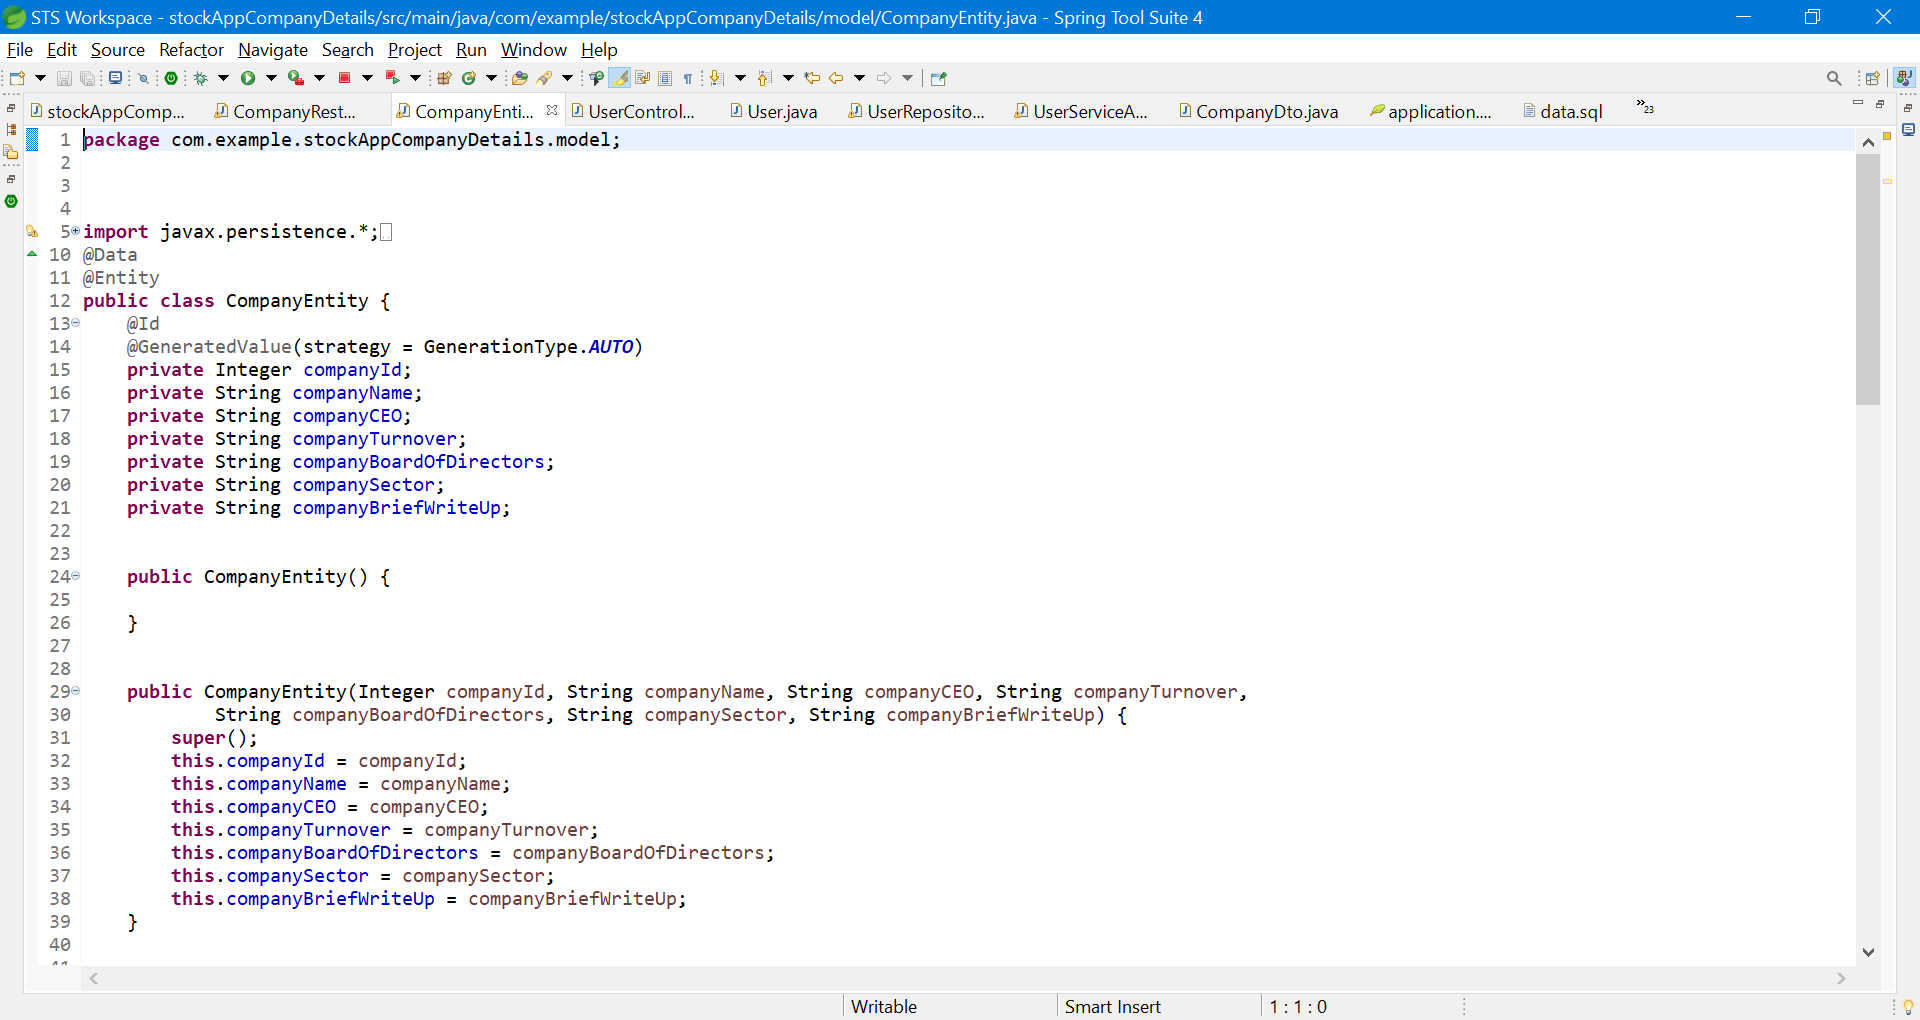 STS Workspace - stockAppCompanyDetails/src/main/java/com/example/stockAppCompanyDetails/model/CompanyEntity.java - Spring Tool Suite 4
File Edit Source Refactor Navigate Search Project Run Window Help
stockAppComp... CompanyRest... CompanyEnti... UserControl... User.java UserReposito... UserServiceA... CompanyDto.java application.... data.sql »23
1 package com.example.stockAppCompanyDetails.model;
2
3
4
5 import javax.persistence.*;
10 @Data
11 @Entity
12 public class CompanyEntity {
13 @Id
14 @GeneratedValue(strategy = GenerationType.AUTO)
15 private Integer companyId;
16 private String companyName;
17 private String companyCEO;
18 private String companyTurnover;
19 private String companyBoardOfDirectors;
20 private String companySector;
21 private String companyBriefWriteUp;
22
23
24 public CompanyEntity() {
25
26 }
27
28
29 public CompanyEntity(Integer companyId, String companyName, String companyCEO, String companyTurnover,
30 String companyBoardOfDirectors, String companySector, String companyBriefWriteUp) {
31 super();
32 this.companyId = companyId;
33 this.companyName = companyName;
34 this.companyCEO = companyCEO;
35 this.companyTurnover = companyTurnover;
36 this.companyBoardOfDirectors = companyBoardOfDirectors;
37 this.companySector = companySector;
38 this.companyBriefWriteUp = companyBriefWriteUp;
39 }
40
Writable Smart Insert 1 : 1 : 0